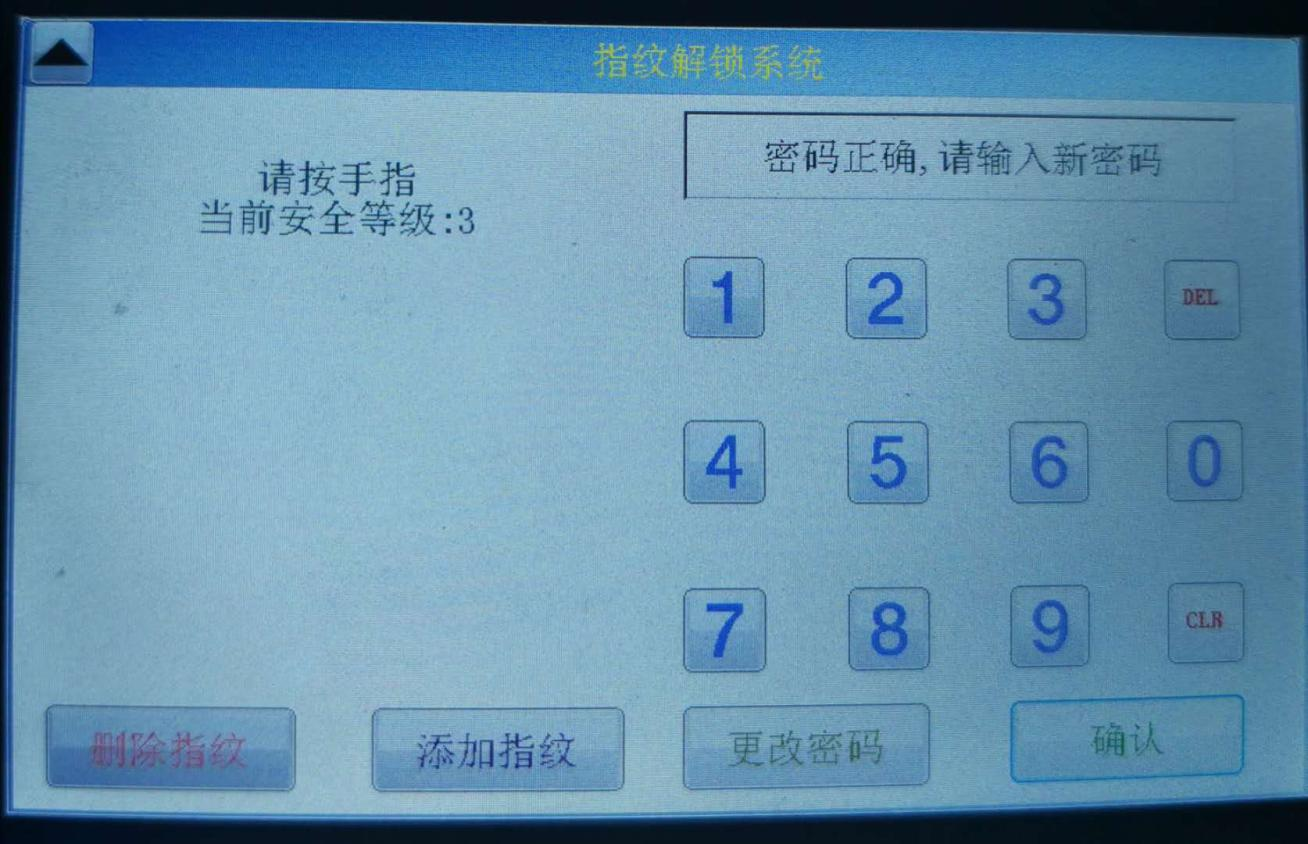 指纹解锁系统
请按手指
当前安全等级:3
密码正确,请输入新密码
1 2 3 DEL
4 5 6 0
7 8 9 CLR
删除指纹 添加指纹 更改密码 确认